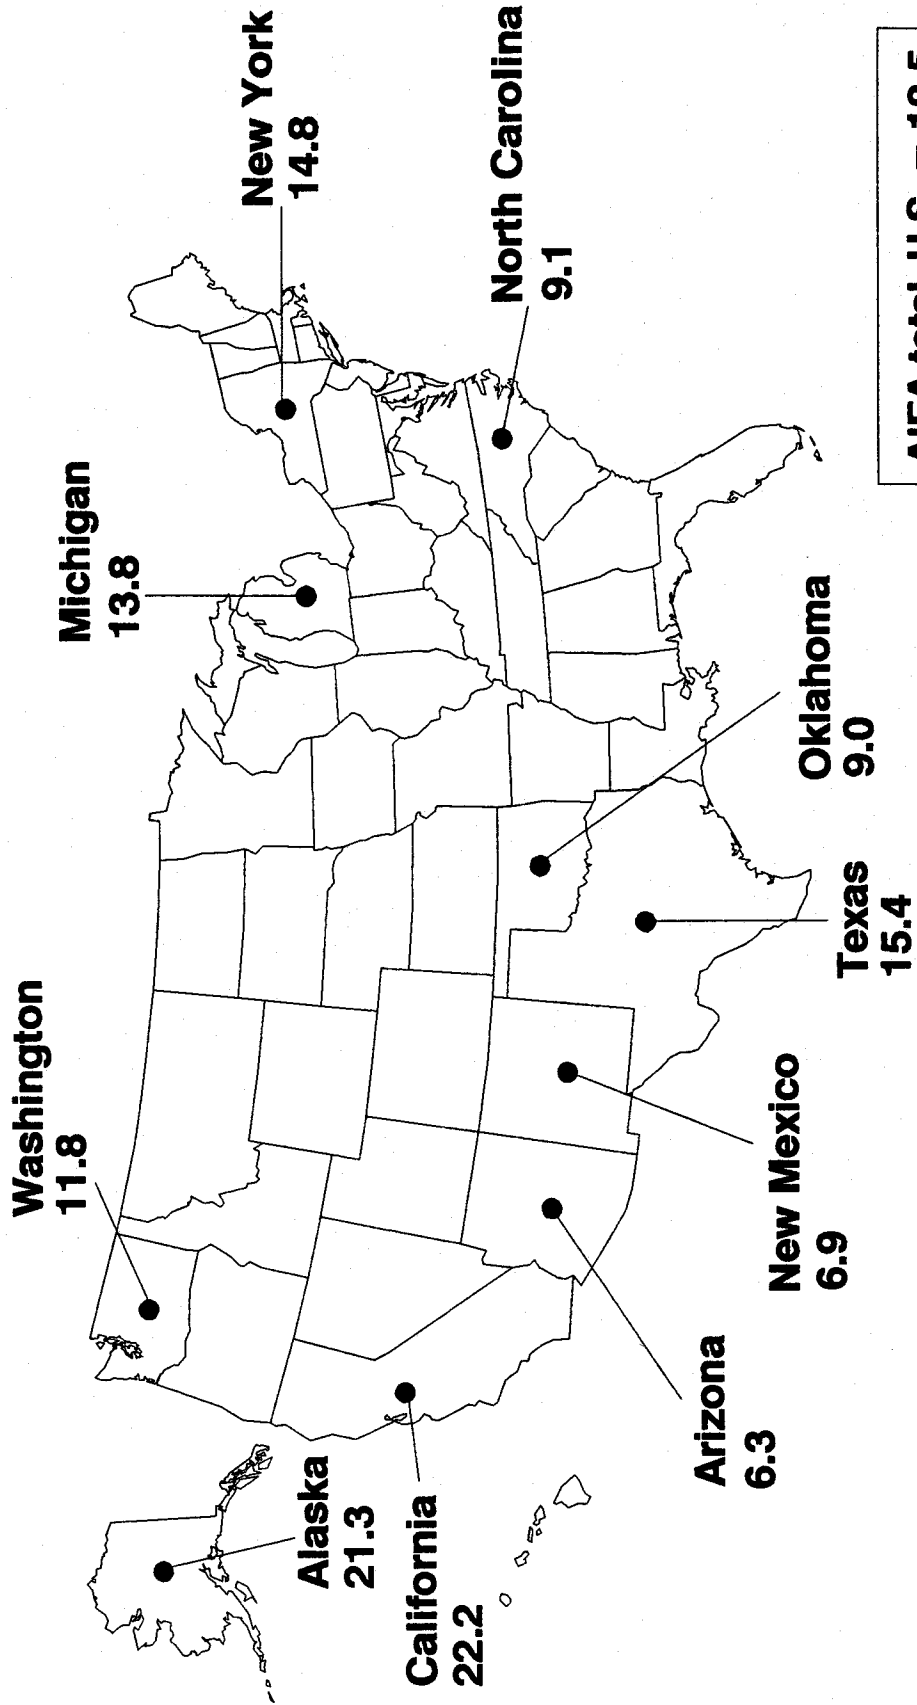 Washington
11.8
Michigan
13.8
New York
14.8
Alaska
21.3
California
22.2
North Carolina
9.1
Arizona
6.3
New Mexico
6.9
Oklahoma
9.0
Texas
15.4
total, U.S. =